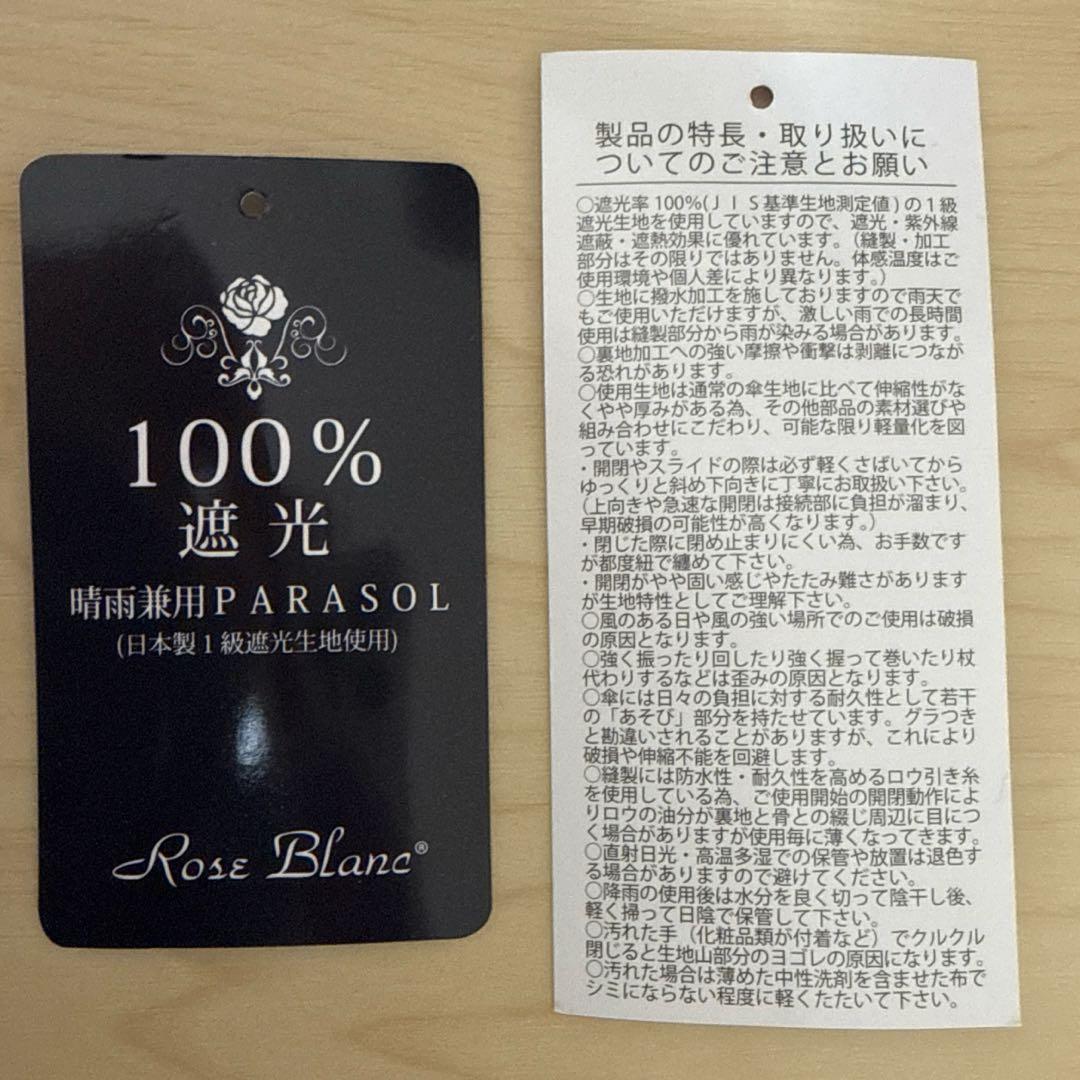 100%
遮光
晴雨兼用PARASOL
(日本製1級遮光生地使用)
Rose Blanc®
製品の特長・取り扱いに
ついてのご注意とお願い
○遮光率100%(JIS基準生地測定値)の1級
遮光生地を使用していますので、遮光・紫外線
遮蔽・遮熱効果に優れています。(縫製・加工
部分はその限りではありません。体感温度はご
使用環境や個人差により異なります。)
○生地に撥水加工を施しておりますので雨天で
もご使用いただけますが、激しい雨での長時間
使用は縫製部分から雨が染みる場合があります。
○裏地加工への強い摩擦や衝撃は剥離につなが
る恐れがあります。
○使用生地は通常の傘生地に比べて伸縮性がな
くやや厚みがある為、その他部品の素材選びや
組み合わせにこだわり、可能な限り軽量化を図
っています。
・開閉やスライドの際は必ず軽くさばいてから
ゆっくりと斜め下向きに丁寧にお取扱い下さい。
(上向きや急速な開閉は接続部に負担が溜まり、
早期破損の可能性が高くなります。)
・閉じた際に閉め止まりにくい為、お手数です
が都度紐で纏めて下さい。
・開閉がやや固い感じやたたみ難さがあります
が生地特性としてご理解下さい。
○風のある日や風の強い場所でのご使用は破損
の原因となります。
○強く振ったり回したり強く握って巻いたり杖
代わりするなどは歪みの原因となります。
○傘には日々の負担に対する耐久性として若干
の「あそび」部分を持たせています。グラつき
と勘違いされることがありますが、これにより
破損や伸縮不能を回避します。
○縫製には防水性・耐久性を高めるロウ引き糸
を使用している為、ご使用開始の開閉動作によ
りロウの油分が裏地と骨との綴じ周辺に目につ
く場合がありますが使用毎に薄くなってきます。
○直射日光・高温多湿での保管や放置は退色す
る場合がありますので避けてください。
○降雨の使用後は水分を良く切って陰干し後、
軽く掃って日陰で保管して下さい。
○汚れた手(化粧品類が付着など)でクルクル
閉じると生地山部分のヨゴレの原因になります。
○汚れた場合は薄めた中性洗剤を含ませた布で
シミにならない程度に軽くたたいて下さい。